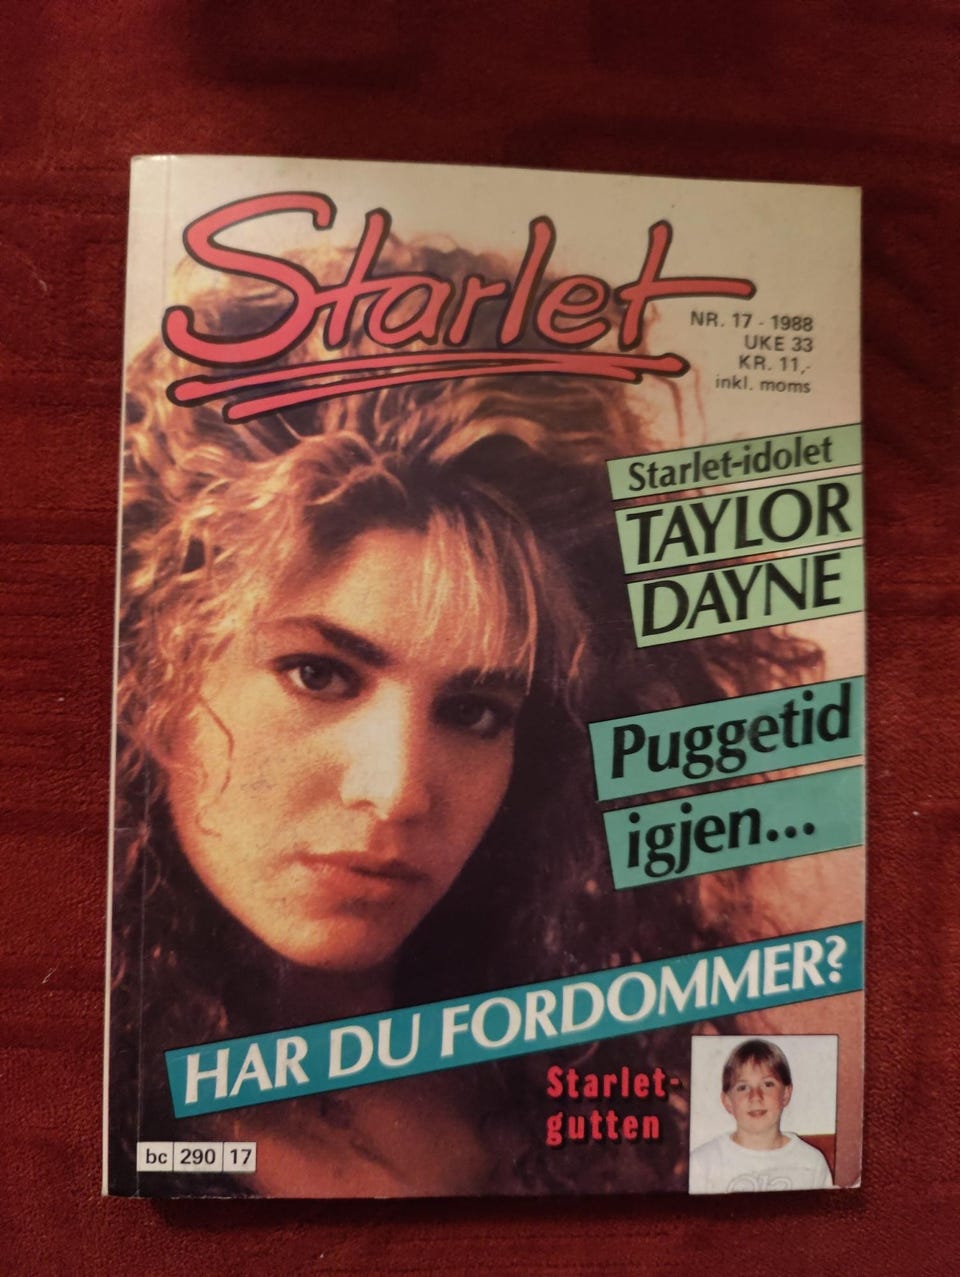 Starlet
NR. 17 - 1988
UKE 33
KR. 11,-
inkl. moms
Starlet-idolet
TAYLOR
DAYNE
Puggetid
igjen...
HAR DU FORDOMMER?
Starlet-
gutten
bc 290 17